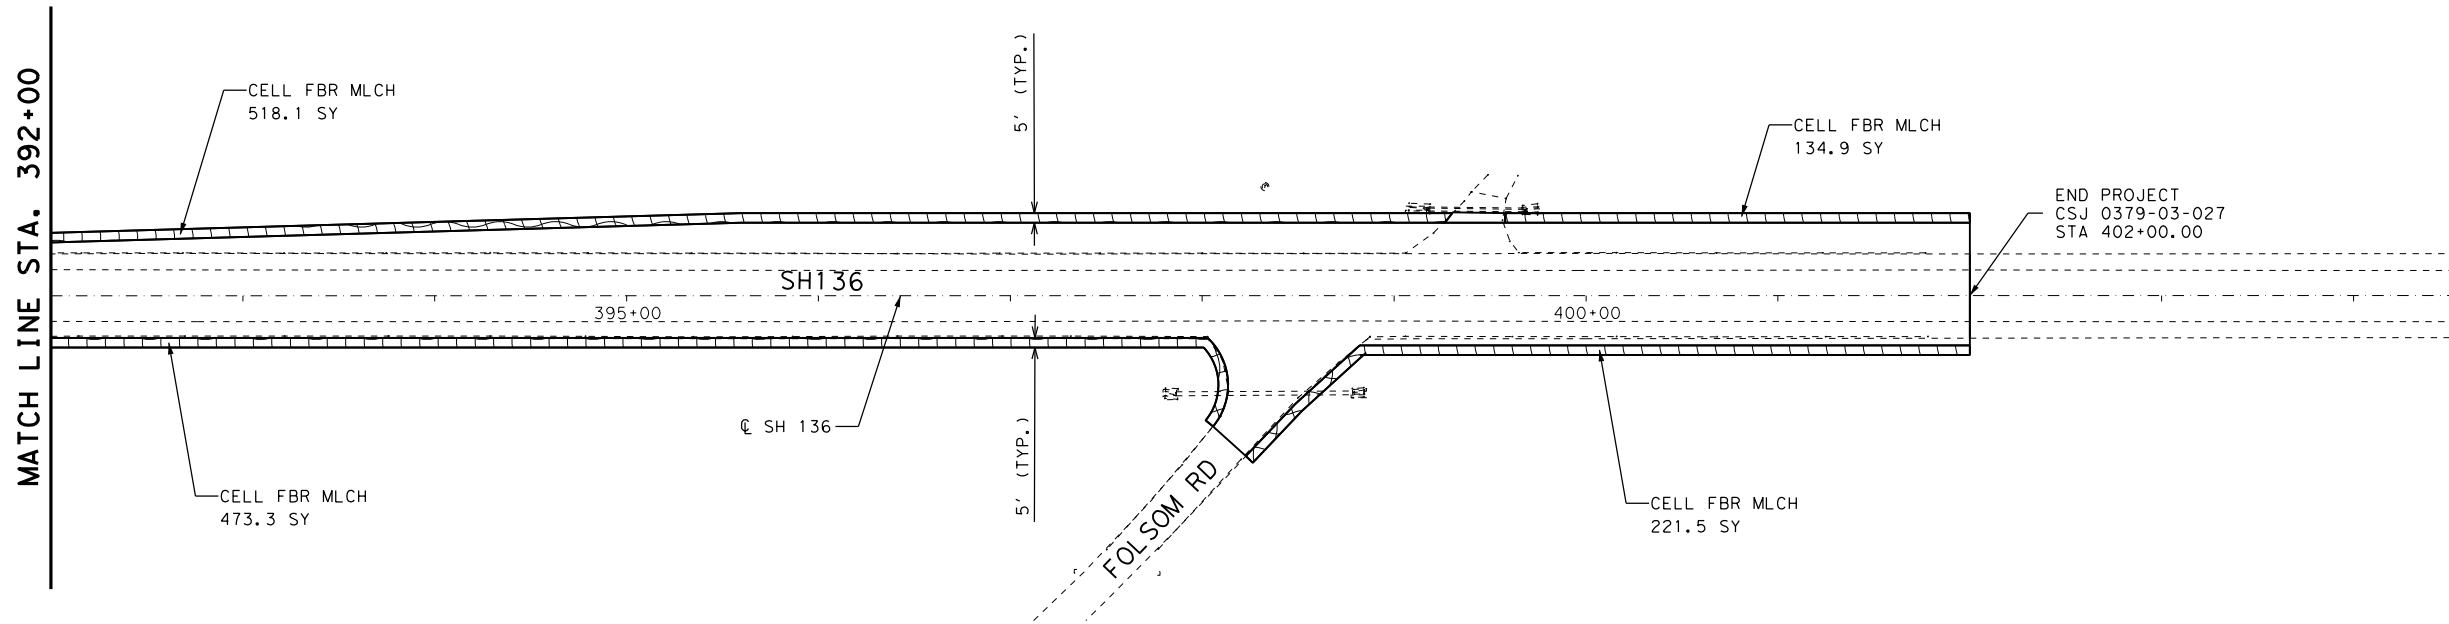 MATCH LINE STA. 392+00
CELL FBR MLCH
518.1 SY
5' (TYP.)
CELL FBR MLCH
134.9 SY
END PROJECT
CSJ 0379-03-027
STA 402+00.00
SH136
395+00
400+00
℄ SH 136
5' (TYP.)
FOLSOM RD
CELL FBR MLCH
473.3 SY
CELL FBR MLCH
221.5 SY